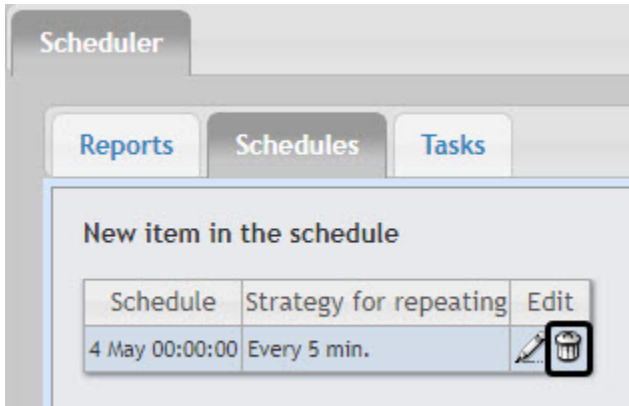 Scheduler
Reports Schedules Tasks
New item in the schedule
Schedule Strategy for repeating Edit
4 May 00:00:00 Every 5 min.